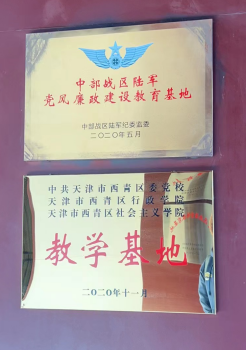 中部战区陆军
党风廉政建设教育基地
中部战区陆军纪委监委
二〇二〇年五月
中共天津市西青区委党校
天津市西青区行政学院
天津市西青区社会主义学院
教学基地
二〇二〇年十一月